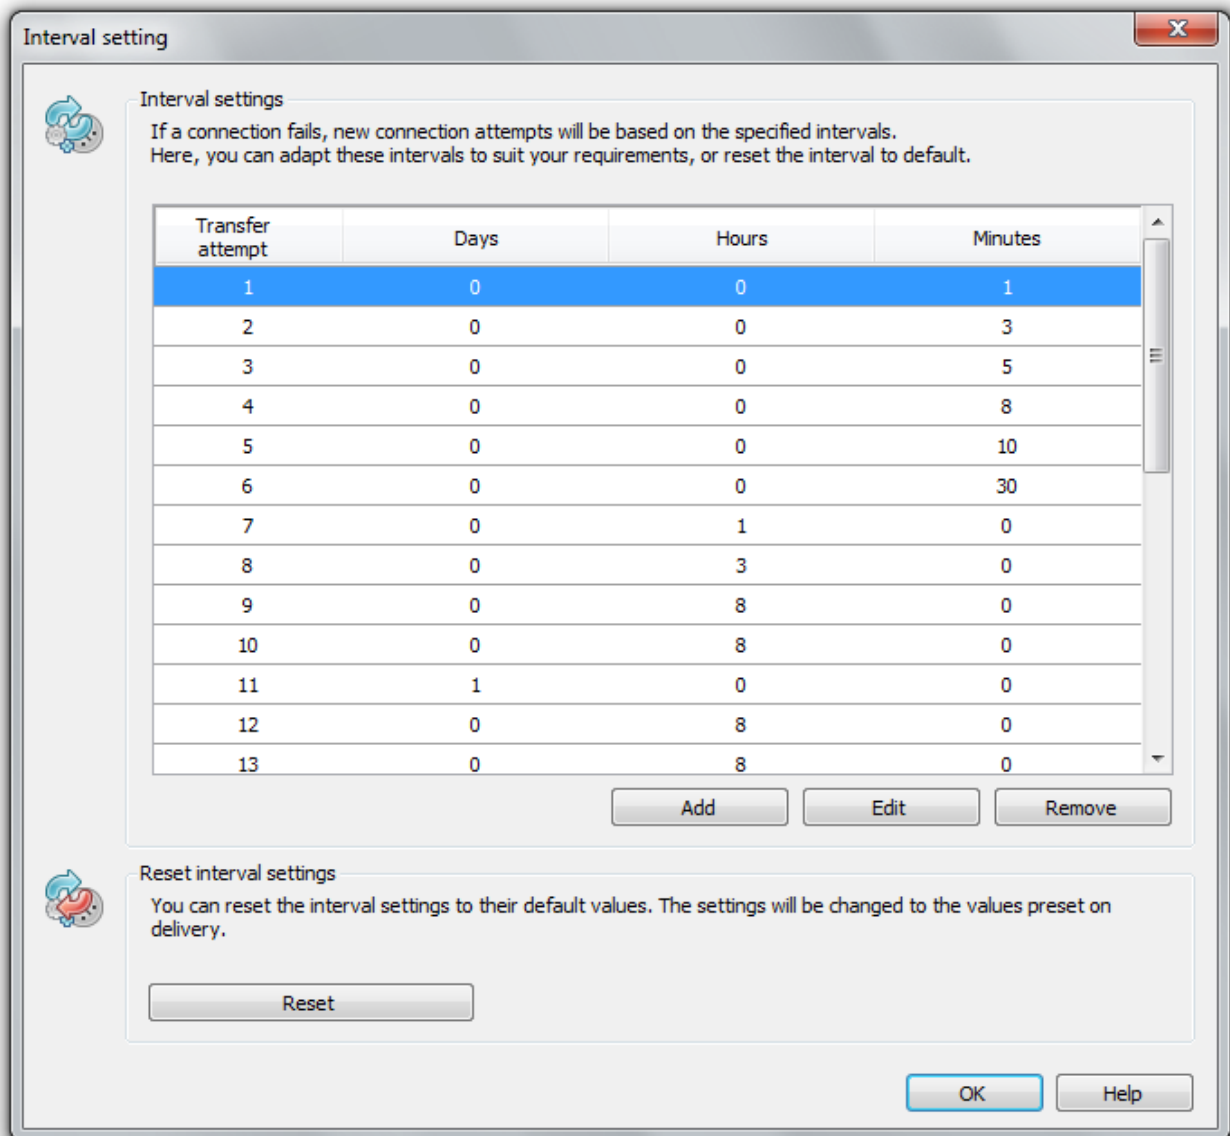 Interval setting
X
Interval settings
If a connection fails, new connection attempts will be based on the specified intervals.
Here, you can adapt these intervals to suit your requirements, or reset the interval to default.
Transfer attempt Days Hours Minutes
1 0 0 1
2 0 0 3
3 0 0 5
4 0 0 8
5 0 0 10
6 0 0 30
7 0 1 0
8 0 3 0
9 0 8 0
10 0 8 0
11 1 0 0
12 0 8 0
13 0 8 0
Add Edit Remove
Reset interval settings
You can reset the interval settings to their default values. The settings will be changed to the values preset on
delivery.
Reset
OK Help